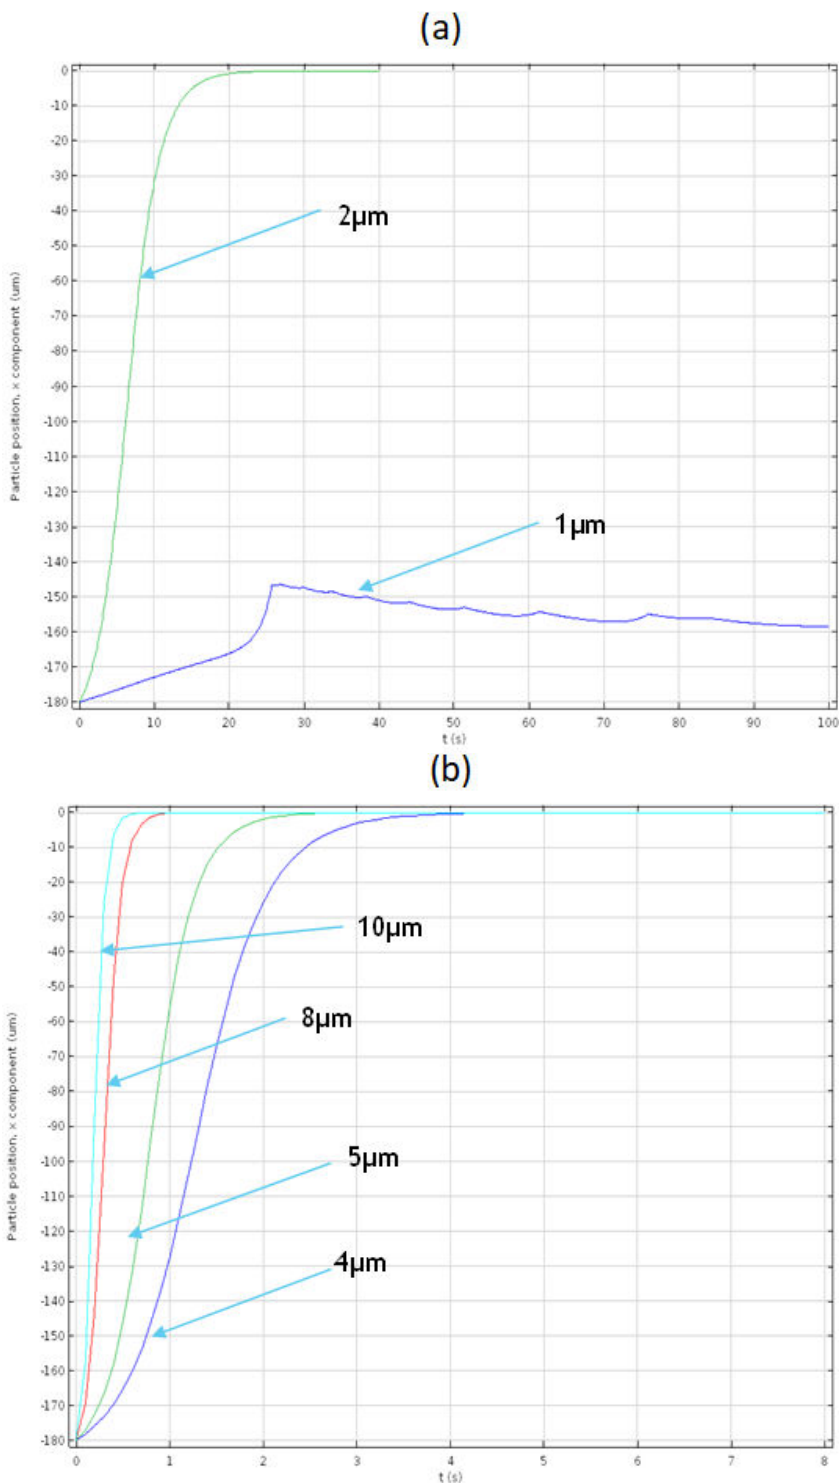 (a)
0
-10
-20
-30
-40
-50
-60
-70
-80
-90
-100
-110
-120
-130
-140
-150
-160
-170
-180
Particle position, x component (um)
2μm
1μm
0 10 20 30 40 50 60 70 80 90 100
t (s)
(b)
0
-10
-20
-30
-40
-50
-60
-70
-80
-90
-100
-110
-120
-130
-140
-150
-160
-170
-180
Particle position, x component (um)
10μm
8μm
5μm
4μm
0 1 2 3 4 5 6 7 8
t (s)